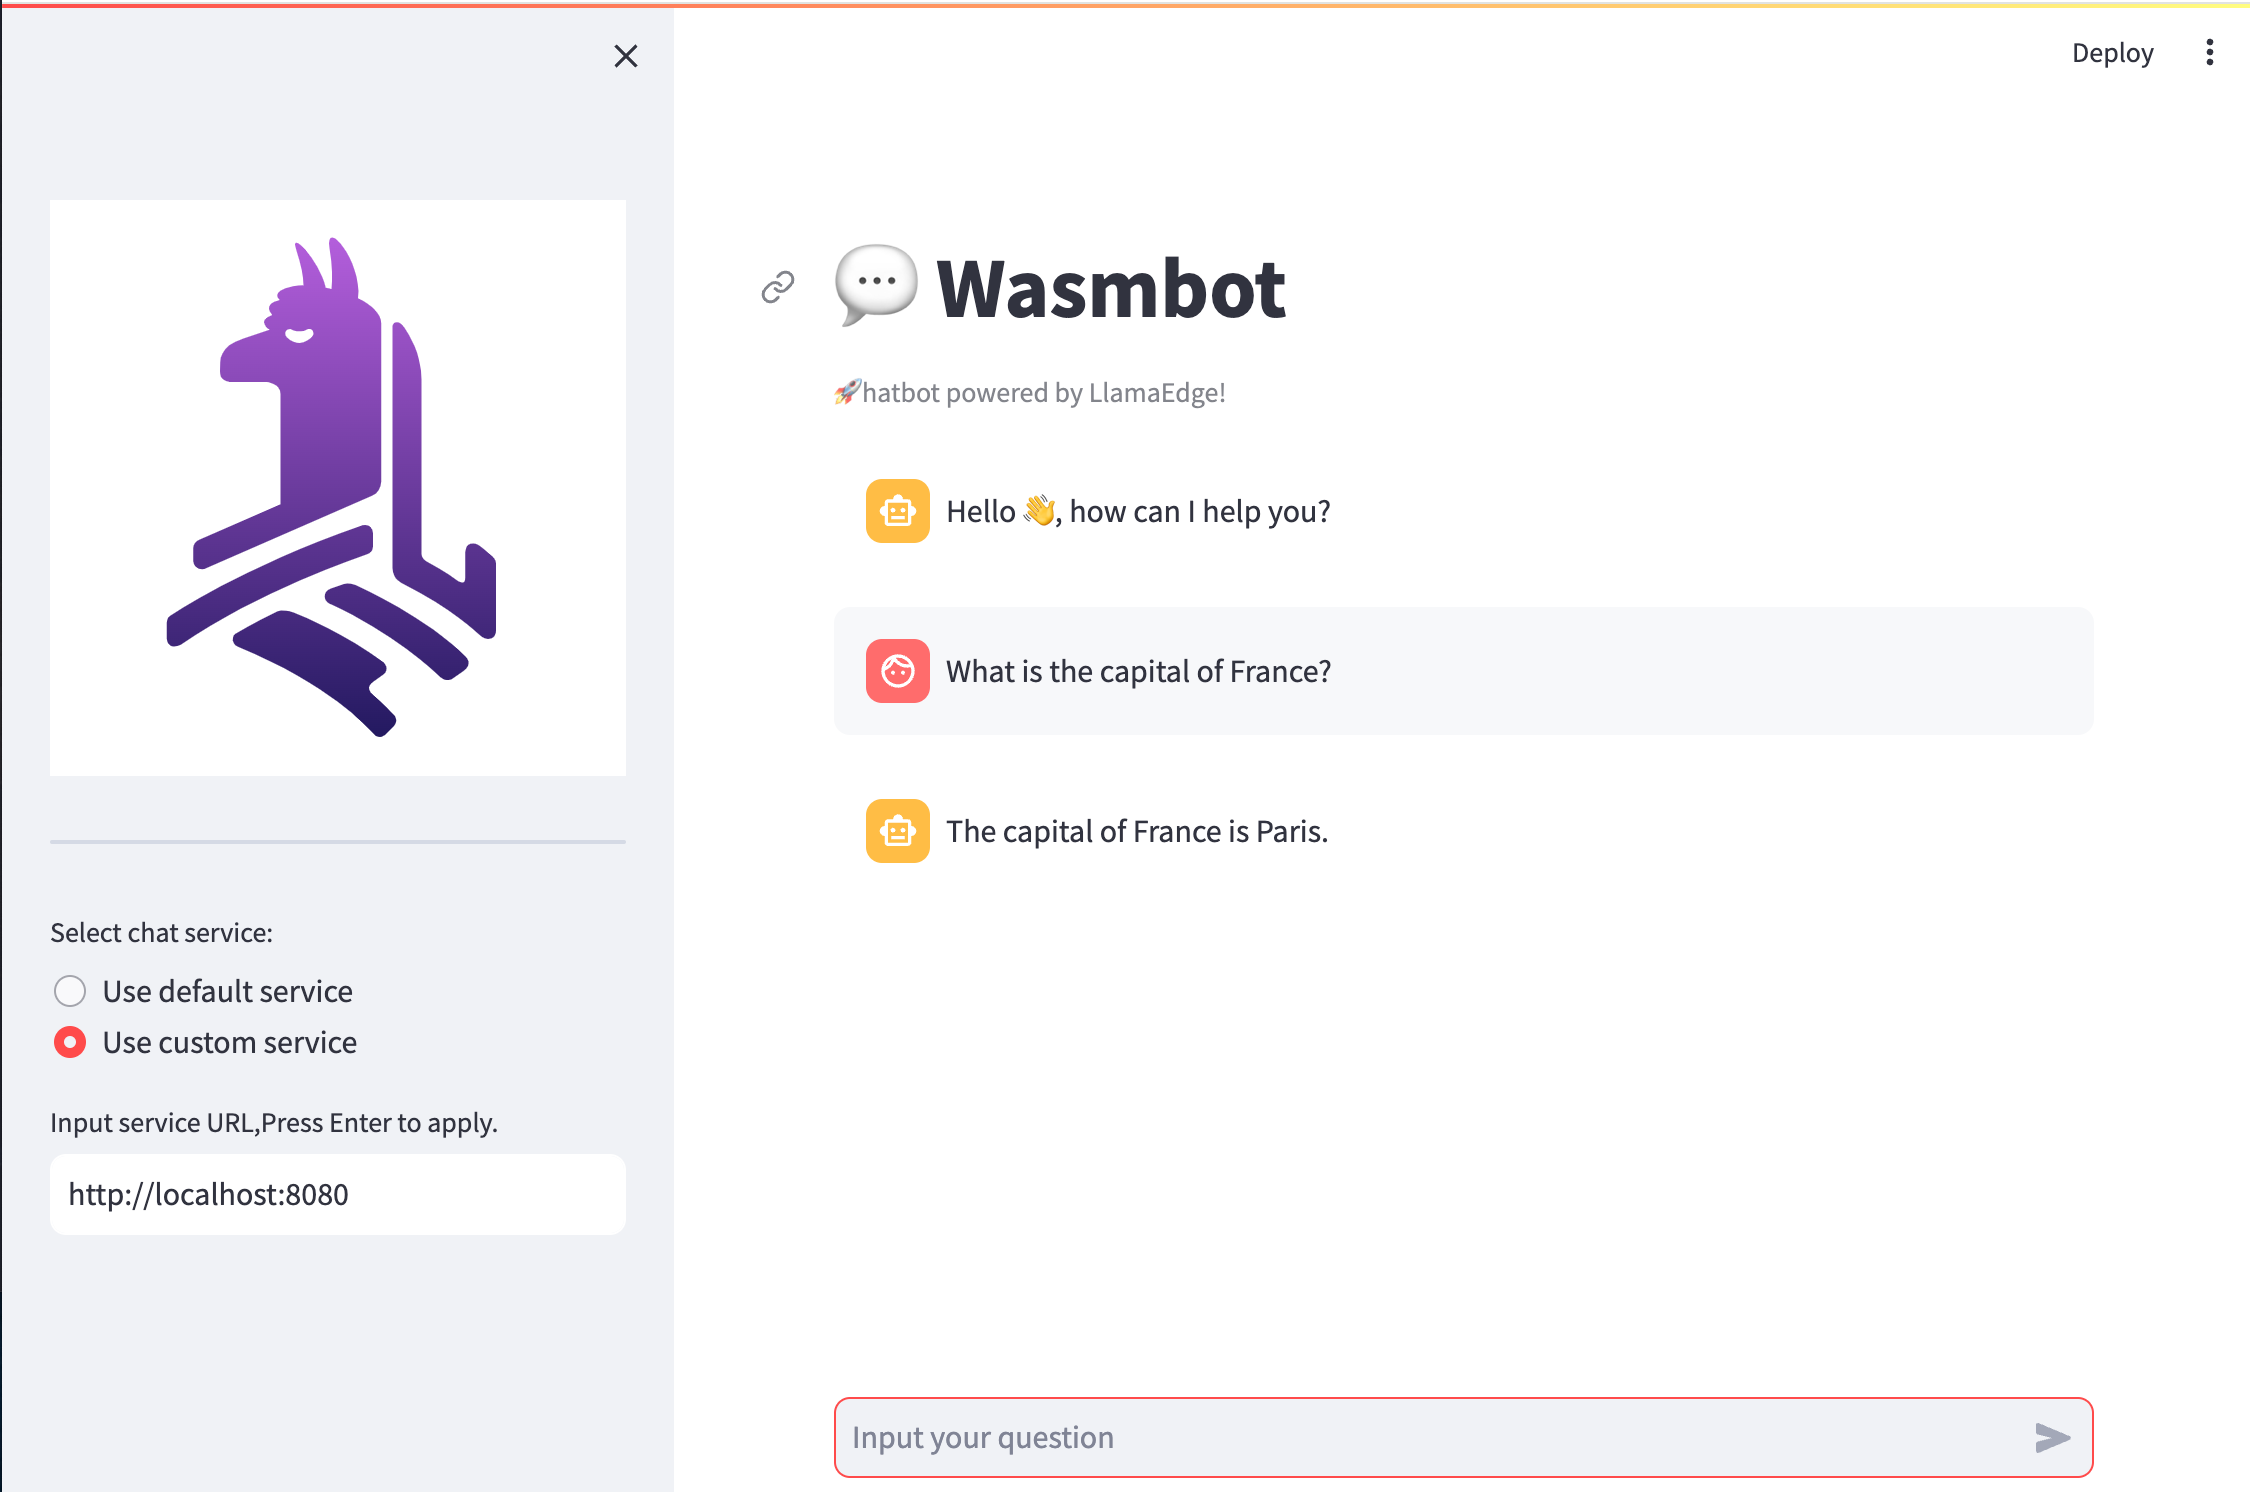 Deploy
Wasmbot
🚀hatbot powered by LlamaEdge!
Hello 👋, how can I help you?
What is the capital of France?
The capital of France is Paris.
Select chat service:
Use default service
Use custom service
Input service URL,Press Enter to apply.
http://localhost:8080
Input your question